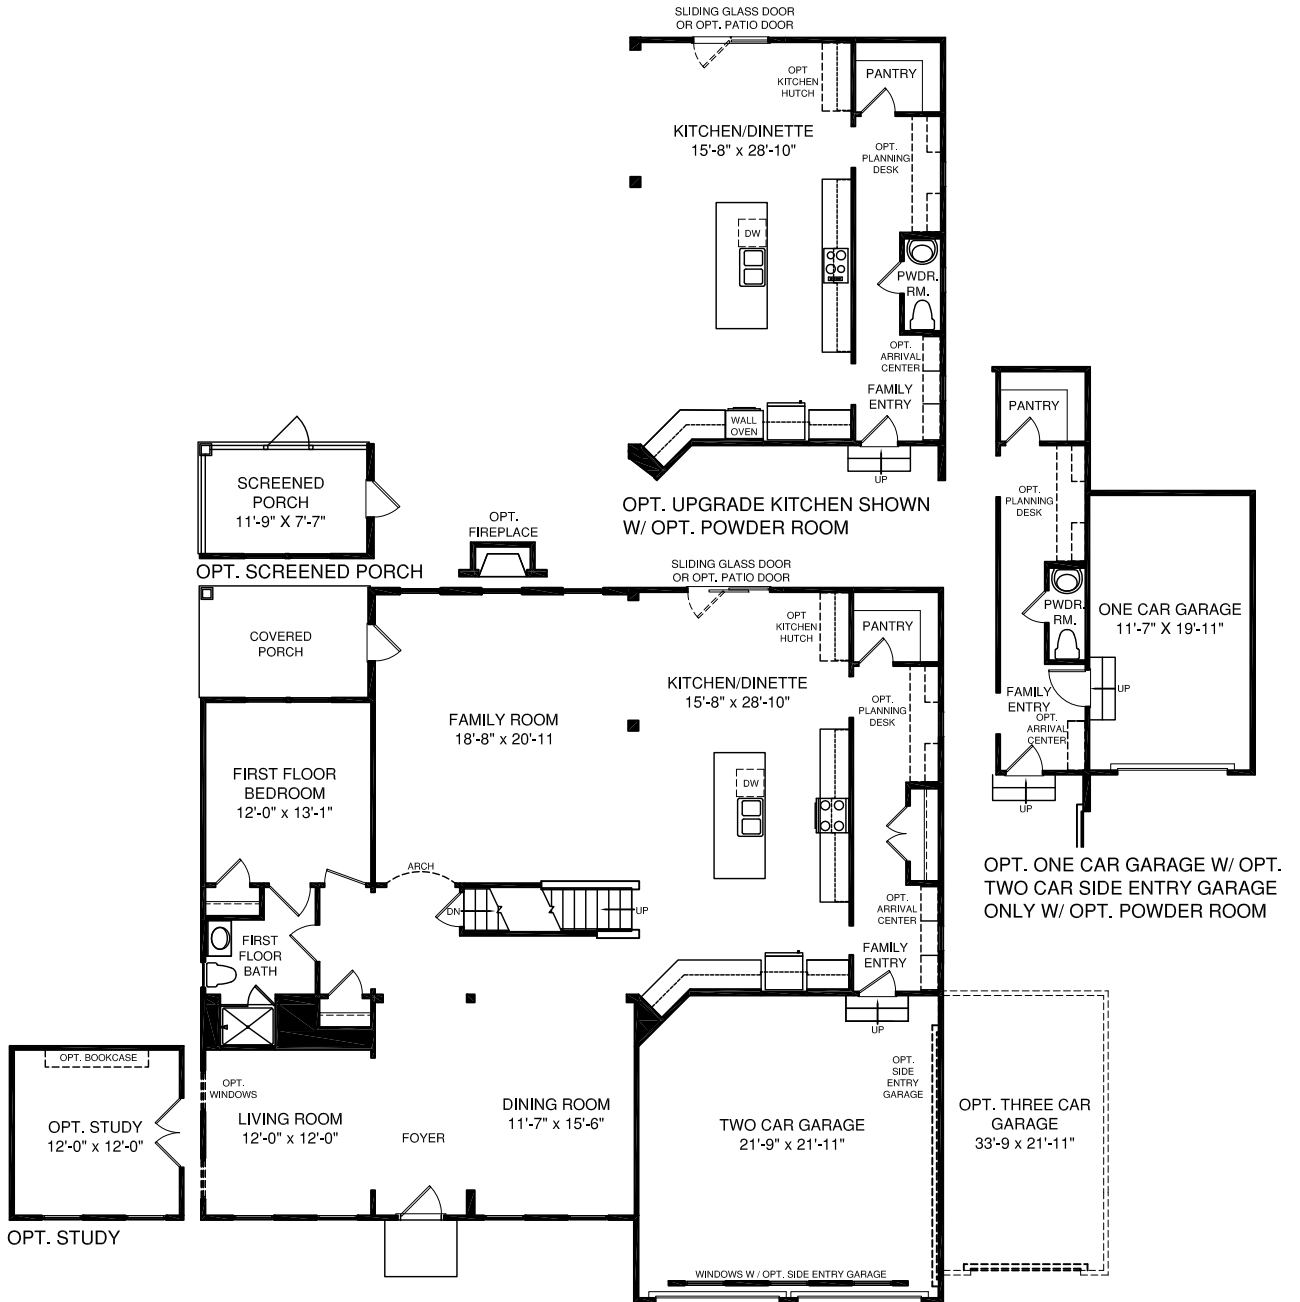 SLIDING GLASS DOOR
OR OPT. PATIO DOOR
OPT
KITCHEN
HUTCH
PANTRY
KITCHEN/DINETTE
15'-8" x 28'-10"
OPT.
PLANNING
DESK
DW
PWDR.
RM.
OPT.
ARRIVAL
CENTER
FAMILY
ENTRY
WALL
OVEN
UP
OPT. UPGRADE KITCHEN SHOWN
W/ OPT. POWDER ROOM
SCREENED
PORCH
11'-9" X 7'-7"
OPT. SCREENED PORCH
OPT.
FIREPLACE
PANTRY
OPT.
PLANNING
DESK
PWDR.
RM.
FAMILY
ENTRY
OPT.
ARRIVAL
CENTER
UP
UP
ONE CAR GARAGE
11'-7" X 19'-11"
OPT. ONE CAR GARAGE W/ OPT.
TWO CAR SIDE ENTRY GARAGE
ONLY W/ OPT. POWDER ROOM
SLIDING GLASS DOOR
OR OPT. PATIO DOOR
COVERED
PORCH
OPT
KITCHEN
HUTCH
PANTRY
KITCHEN/DINETTE
15'-8" x 28'-10"
FAMILY ROOM
18'-8" x 20'-11
OPT.
PLANNING
DESK
FIRST FLOOR
BEDROOM
12'-0" x 13'-1"
DW
ARCH
DN
UP
OPT.
ARRIVAL
CENTER
FAMILY
ENTRY
FIRST
FLOOR
BATH
UP
OPT. BOOKCASE
OPT. STUDY
12'-0" x 12'-0"
OPT. STUDY
OPT.
WINDOWS
LIVING ROOM
12'-0" x 12'-0"
FOYER
DINING ROOM
11'-7" x 15'-6"
OPT.
SIDE
ENTRY
GARAGE
TWO CAR GARAGE
21'-9" x 21'-11"
OPT. THREE CAR
GARAGE
33'-9 x 21'-11"
WINDOWS W / OPT. SIDE ENTRY GARAGE